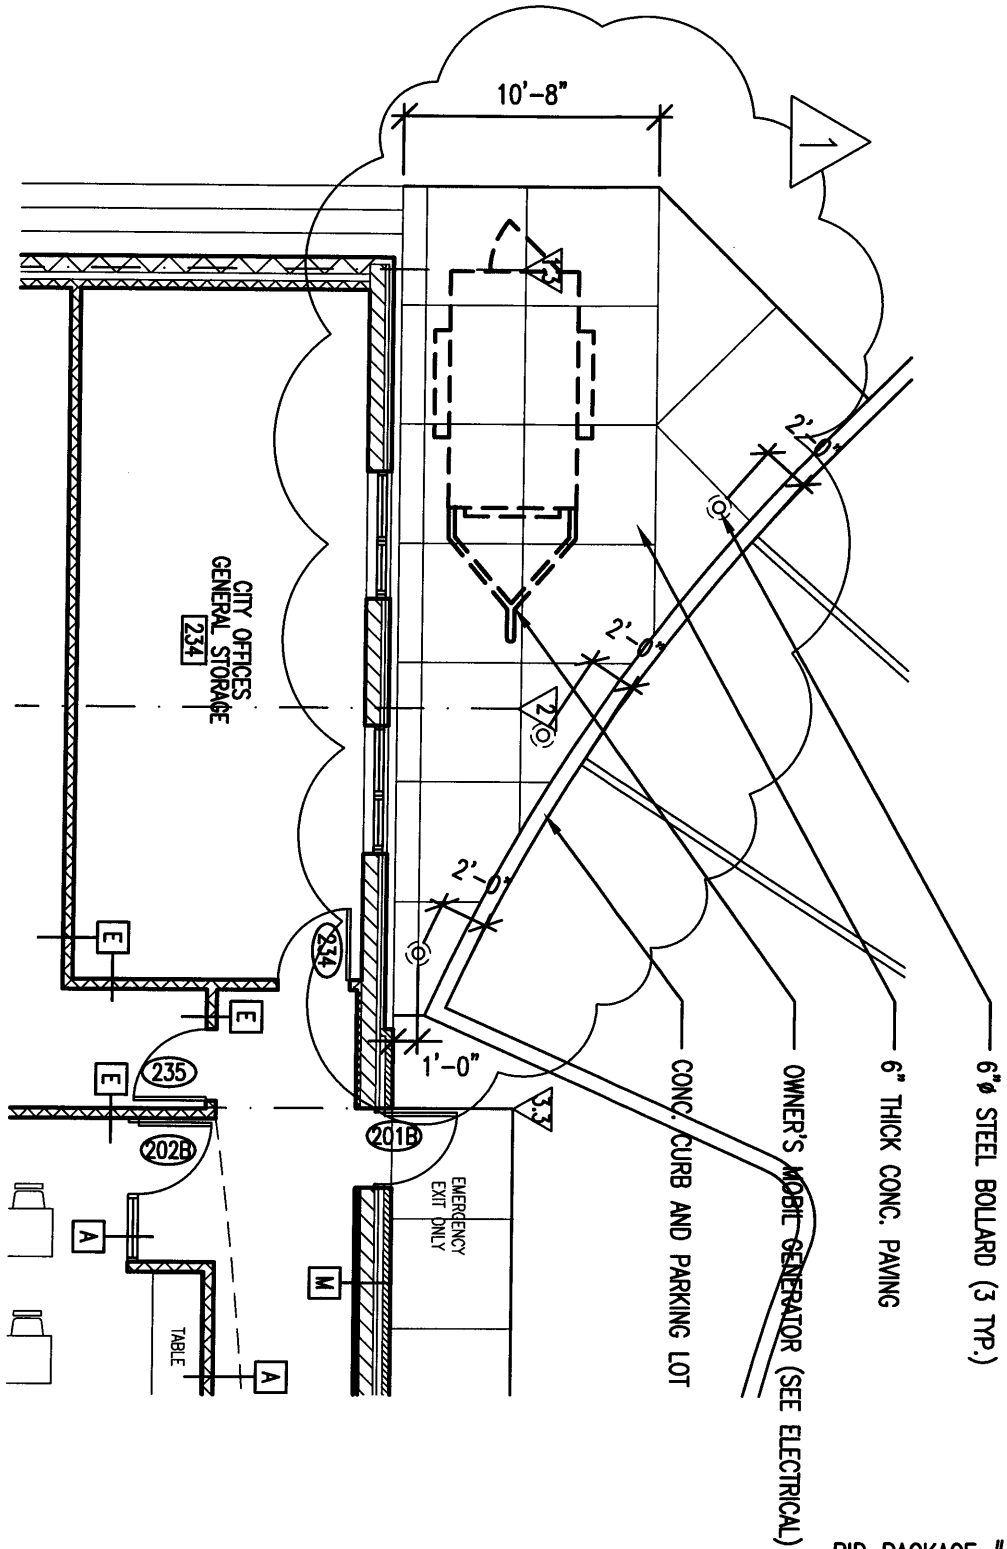 10'-8"
1
1.3
2'-0"
2'-0"
2
2'-0"
1'-0"
3.3
6"ø STEEL BOLLARD (3 TYP.)
6" THICK CONC. PAVING
OWNER'S MOBIL GENERATOR (SEE ELECTRICAL)
CONC. CURB AND PARKING LOT
CITY OFFICES
GENERAL STORAGE
234
234
E
E
E
235
202B
201B
EMERGENCY
EXIT ONLY
A
M
TABLE
A